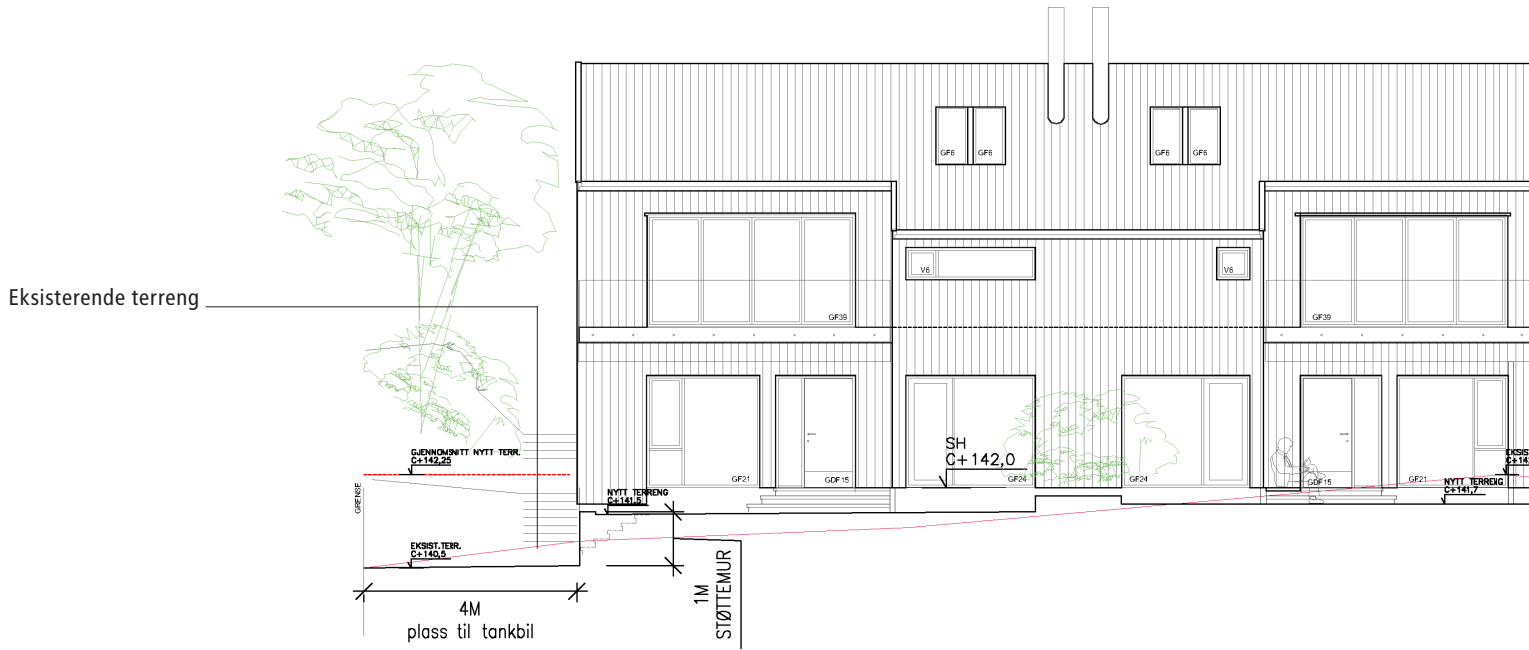 GF6 GF6
GF6 GF6
V6
V6
Eksisterende terreng
GF39
GF39
SH
C+142,0
GJENNOMSNITT NYTT TERR.
C+142,25
EKSIS
C+14
GF21
GDF15
GF24
GF24
GDF15
GF21
NYTT TERRENG
C+141,7
NYTT TERRENG
C+141,5
GRENSE
EKSIST.TERR.
C+140,5
4M
plass til tankbil
1M
STØTTEMUR